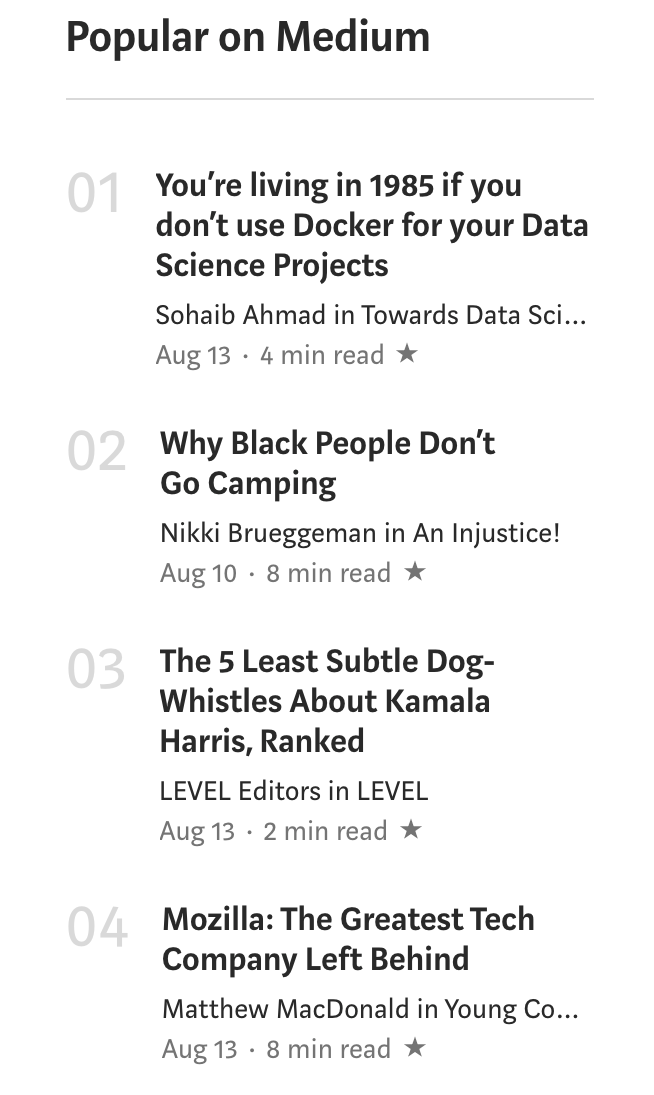 Popular on Medium
01
You’re living in 1985 if you
don’t use Docker for your Data
Science Projects
Sohaib Ahmad in Towards Data Sci...
Aug 13 · 4 min read ★
02
Why Black People Don’t
Go Camping
Nikki Brueggeman in An Injustice!
Aug 10 · 8 min read ★
03
The 5 Least Subtle Dog-
Whistles About Kamala
Harris, Ranked
LEVEL Editors in LEVEL
Aug 13 · 2 min read ★
04
Mozilla: The Greatest Tech
Company Left Behind
Matthew MacDonald in Young Co...
Aug 13 · 8 min read ★